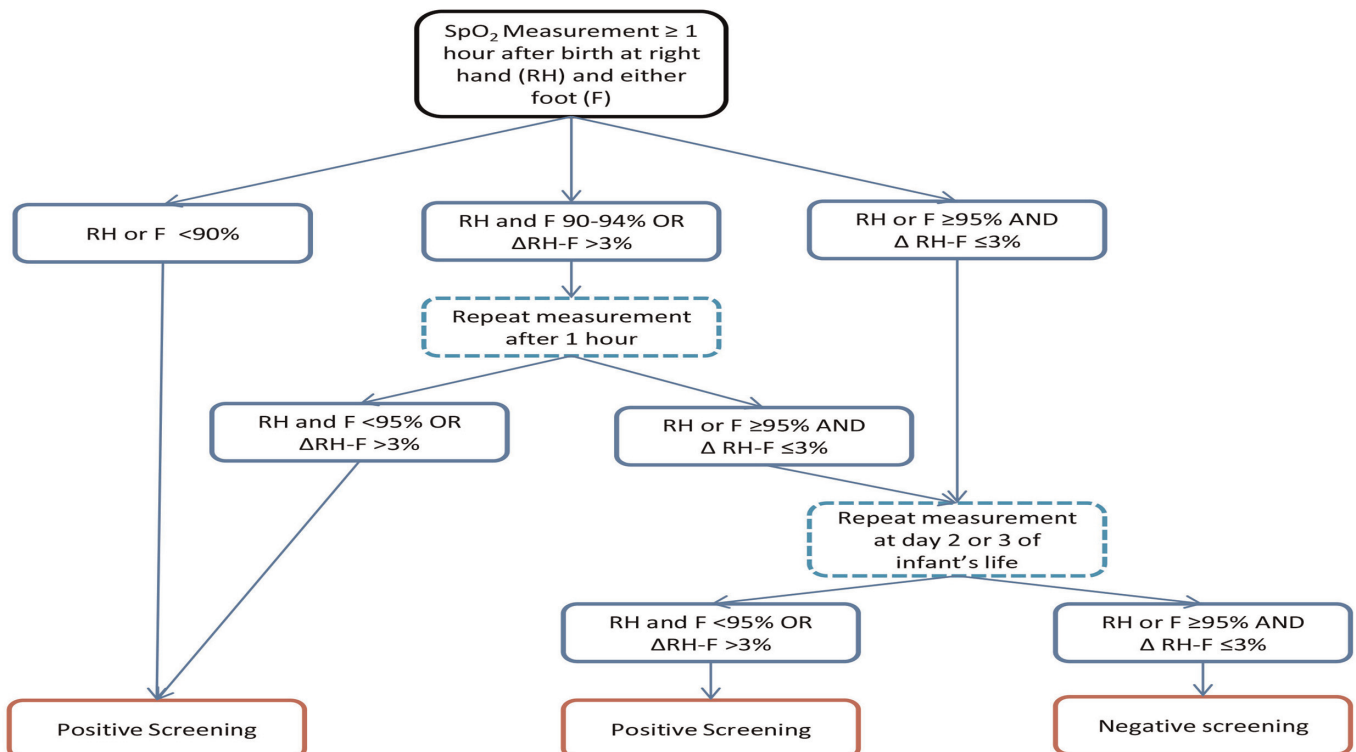 SpO₂ Measurement ≥ 1
hour after birth at right
hand (RH) and either
foot (F)
RH or F <90%
RH and F 90-94% OR
ΔRH-F >3%
RH or F ≥95% AND
Δ RH-F ≤3%
Repeat measurement
after 1 hour
RH and F <95% OR
ΔRH-F >3%
RH or F ≥95% AND
Δ RH-F ≤3%
Repeat measurement
at day 2 or 3 of
infant’s life
RH and F <95% OR
ΔRH-F >3%
RH or F ≥95% AND
Δ RH-F ≤3%
Positive Screening
Positive Screening
Negative screening